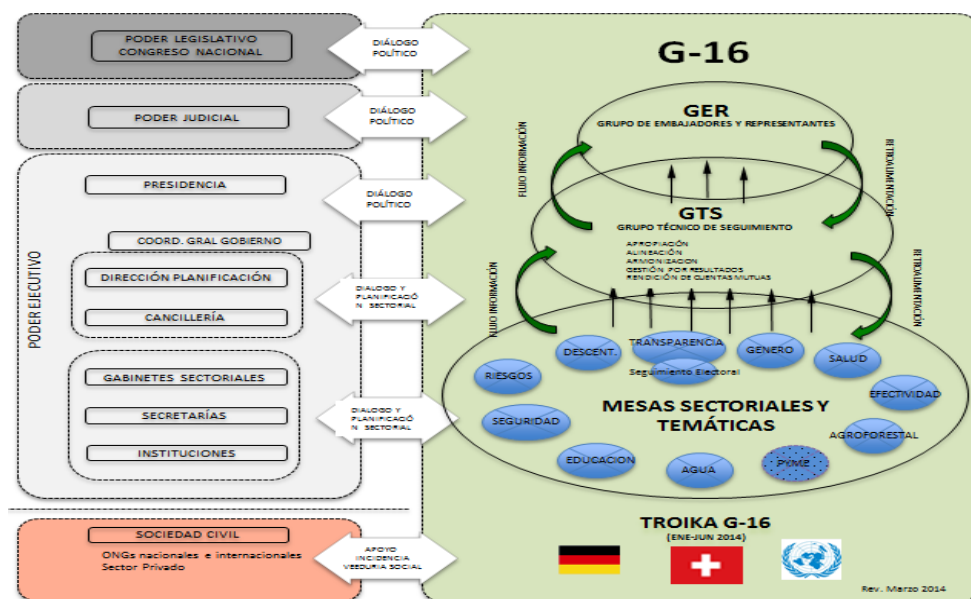 PODER LEGISLATIVO
CONGRESO NACIONAL
DIÁLOGO
POLÍTICO
PODER JUDICIAL
DIÁLOGO
POLÍTICO
PODER EJECUTIVO
PRESIDENCIA
DIÁLOGO
POLÍTICO
COORD. GRAL GOBIERNO
DIRECCIÓN PLANIFICACIÓN
CANCILLERÍA
DIALOGO Y
PLANIFICACIÓ
N SECTORIAL
GABINETES SECTORIALES
SECRETARÍAS
INSTITUCIONES
DIALOGO Y
PLANIFICACIÓ
N SECTORIAL
SOCIEDAD CIVIL
ONGs nacionales e internacionales
Sector Privado
APOYO
INCIDENCIA
VEEDURIA SOCIAL
G-16
GER
GRUPO DE EMBAJADORES Y REPRESENTANTES
FLUJO INFORMACIÓN
RETROALIMENTACIÓN
GTS
GRUPO TÉCNICO DE SEGUIMIENTO
APROPIACIÓN
ALINEACIÓN
ARMONIZACION
GESTIÓN POR RESULTADOS
RENDICIÓN DE CUENTAS MUTUAS
FLUJO INFORMACIÓN
RETROALIMENTACIÓN
RIESGOS
DESCENT.
TRANSPARENCIA
Seguimiento Electoral
GENERO
SALUD
EFECTIVIDAD
SEGURIDAD
MESAS SECTORIALES Y
TEMÁTICAS
AGROFORESTAL
EDUCACION
AGUA
PYME
TROIKA G-16
(ENE-JUN 2014)
Rev. Marzo 2014